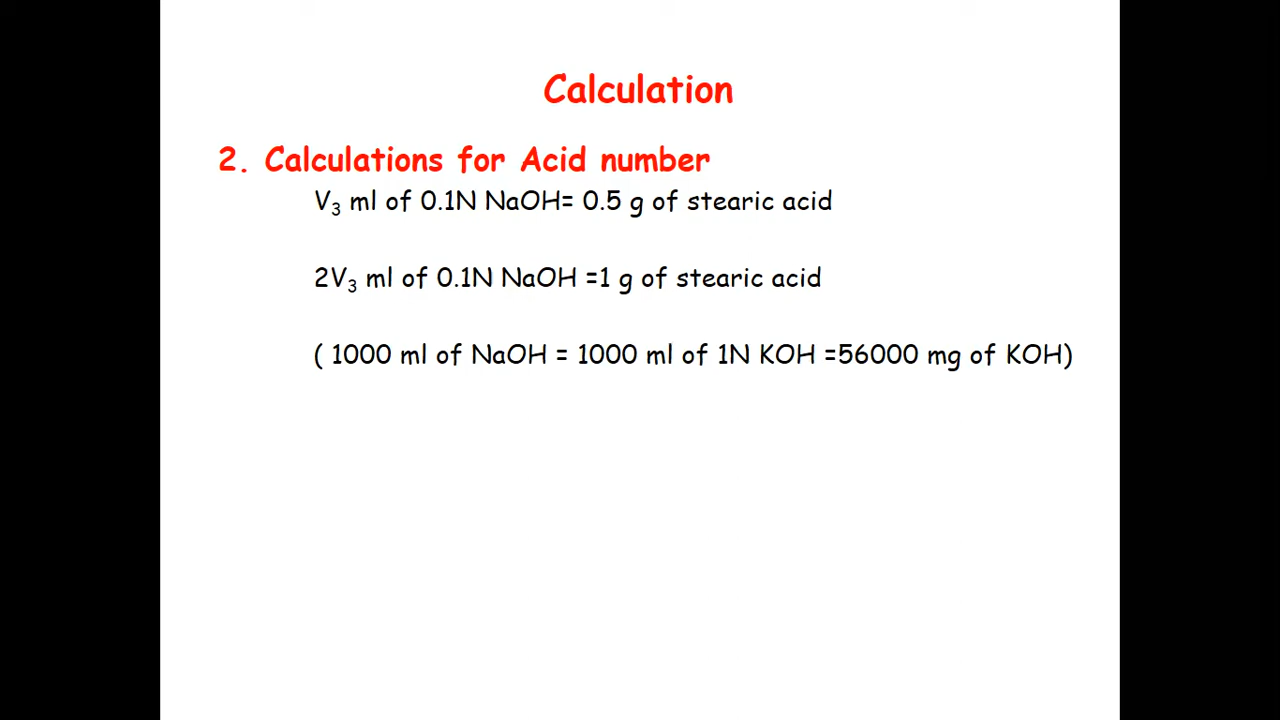 Calculation
2. Calculations for Acid number
V₃ ml of 0.1N NaOH= 0.5 g of stearic acid
2V₃ ml of 0.1N NaOH =1 g of stearic acid
( 1000 ml of NaOH = 1000 ml of 1N KOH =56000 mg of KOH)